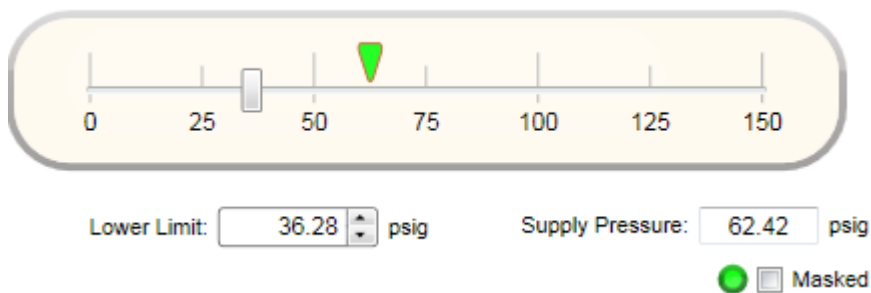 0 25 50 75 100 125 150
Lower Limit: 36.28 psig Supply Pressure: 62.42 psig
Masked